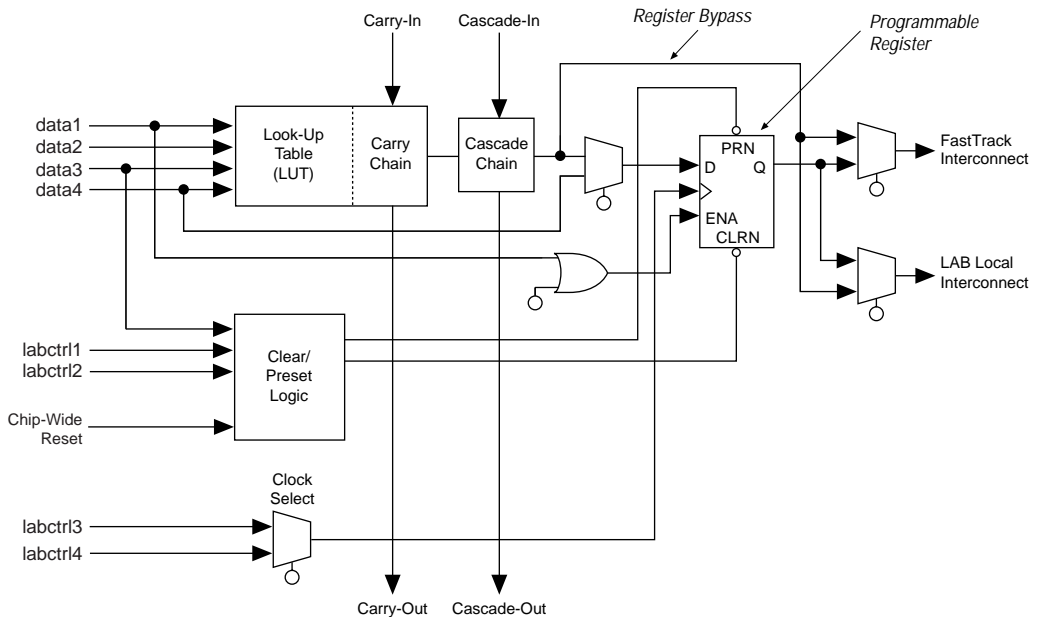 Carry-In
Cascade-In
Register Bypass
Programmable
Register
data1
data2
data3
data4
Look-Up
Table
(LUT)
Carry
Chain
Cascade
Chain
PRN
D
Q
ENA
CLRN
FastTrack
Interconnect
LAB Local
Interconnect
labctrl1
labctrl2
Clear/
Preset
Logic
Chip-Wide
Reset
Clock
Select
labctrl3
labctrl4
Carry-Out
Cascade-Out